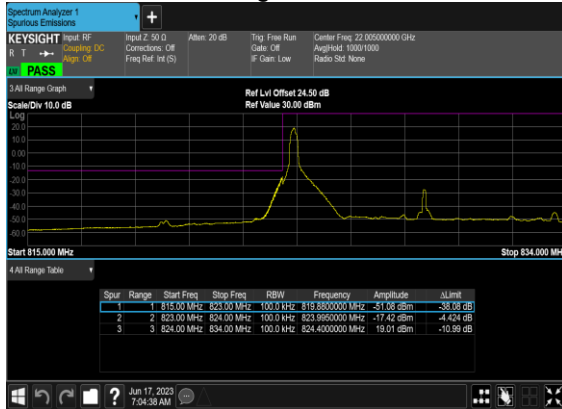 Spectrum Analyzer 1
Spurious Emissions
KEYSIGHT
R T
Input: RF
Coupling: DC
Align: Off
Input Z: 50 Ω
Corrections: Off
Freq Ref: Int (S)
Atten: 20 dB
Trig: Free Run
Gate: Off
IF Gain: Low
Center Freq: 22.005000000 GHz
Avg|Hold: 1000/1000
Radio Std: None
PASS
3 All Range Graph
Scale/Div 10.0 dB
Ref Lvl Offset 24.50 dB
Ref Value 30.00 dBm
Log
20.0
10.0
0.00
-10.0
-20.0
-30.0
-40.0
-50.0
-60.0
Start 815.000 MHz
Stop 834.000 MH
4 All Range Table
Spur Range Start Freq Stop Freq RBW Frequency Amplitude ΔLimit
1 1 815.00 MHz 823.00 MHz 100.0 kHz 819.8800000 MHz -51.08 dBm -38.08 dB
2 2 823.00 MHz 824.00 MHz 100.0 kHz 823.9950000 MHz -17.42 dBm -4.424 dB
3 3 824.00 MHz 834.00 MHz 100.0 kHz 824.4000000 MHz 19.01 dBm -10.99 dB
?
Jun 17, 2023
7:04:38 AM